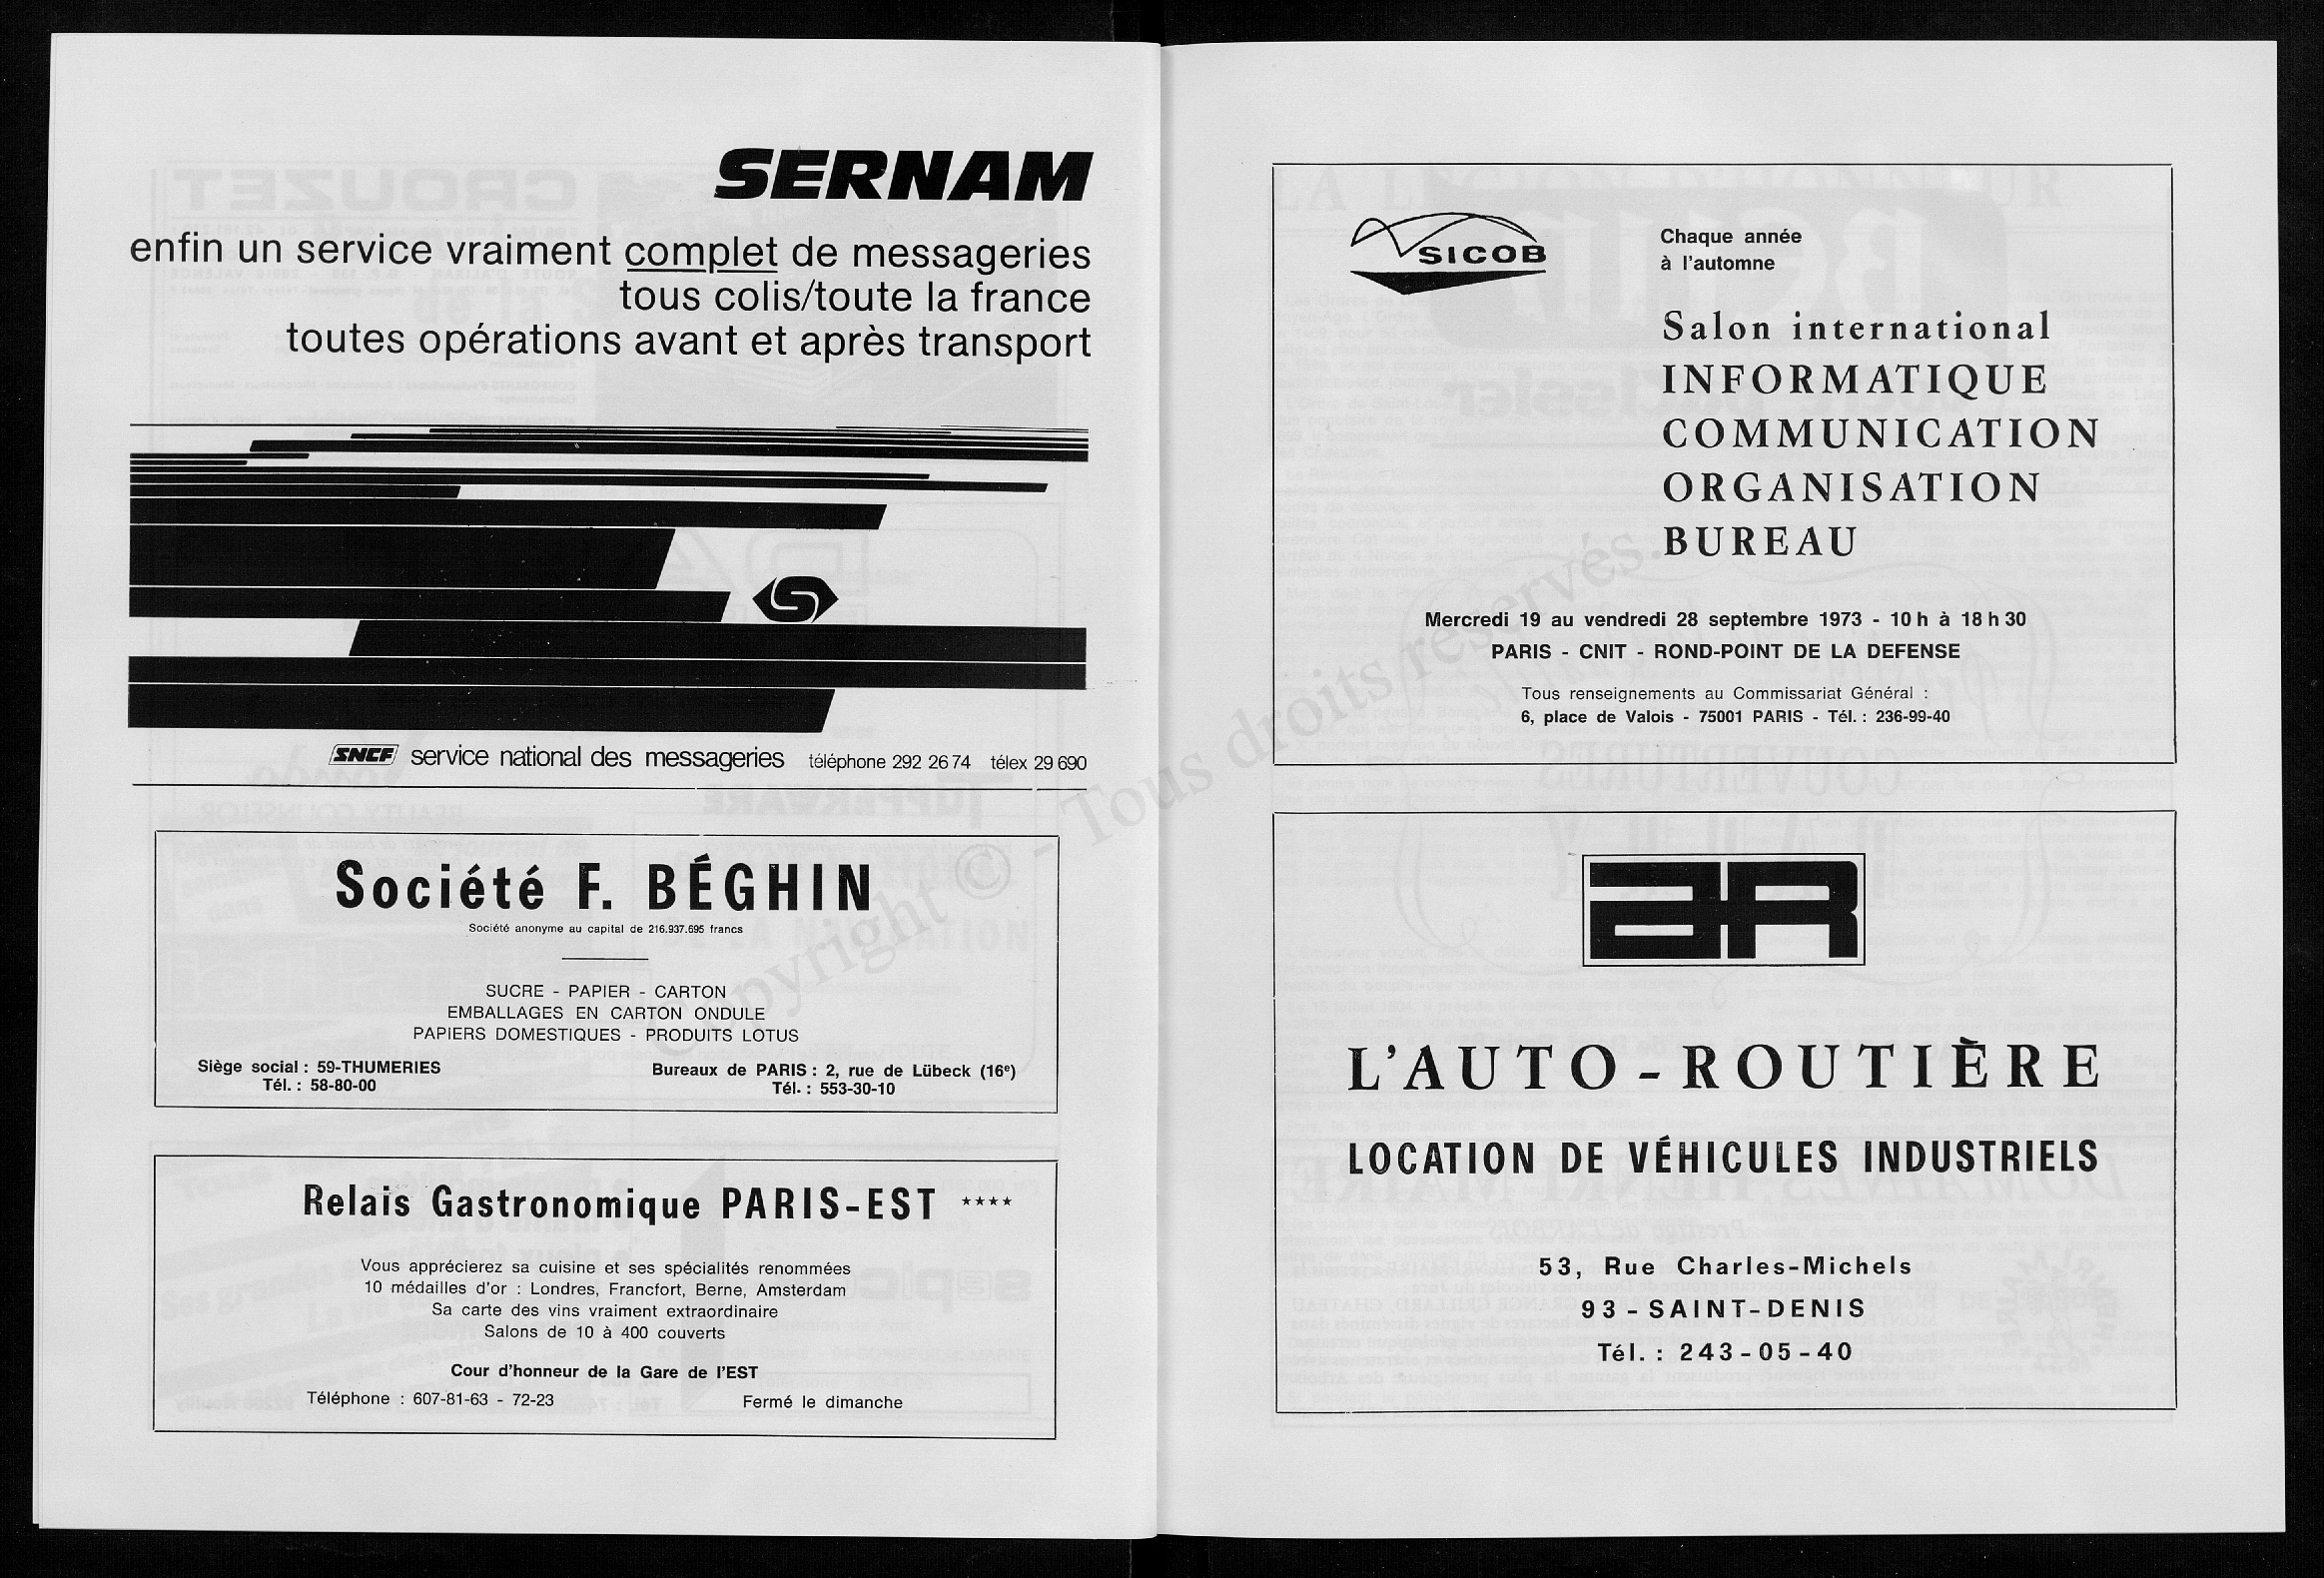 SERNAM
enfin un service vraiment complet de messageries
tous colis/toute la france
toutes opérations avant et après transport
SNCF service national des messageries téléphone 292 26 74 télex 29 690
Société F. BÉGHIN
Société anonyme au capital de 216.937.695 francs
SUCRE - PAPIER - CARTON
EMBALLAGES EN CARTON ONDULE
PAPIERS DOMESTIQUES - PRODUITS LOTUS
Siège social : 59-THUMERIES
Tél. : 58-80-00
Bureaux de PARIS : 2, rue de Lübeck (16e)
Tél. : 553-30-10
Relais Gastronomique PARIS-EST ****
Vous apprécierez sa cuisine et ses spécialités renommées
10 médailles d'or : Londres, Francfort, Berne, Amsterdam
Sa carte des vins vraiment extraordinaire
Salons de 10 à 400 couverts
Cour d'honneur de la Gare de l'EST
Téléphone : 607-81-63 - 72-23 Fermé le dimanche
SICOB
Chaque année
à l'automne
Salon international
INFORMATIQUE
COMMUNICATION
ORGANISATION
BUREAU
Mercredi 19 au vendredi 28 septembre 1973 - 10 h à 18 h 30
PARIS - CNIT - ROND-POINT DE LA DEFENSE
Tous renseignements au Commissariat Général :
6, place de Valois - 75001 PARIS - Tél. : 236-99-40
aR
L'AUTO-ROUTIÈRE
LOCATION DE VÉHICULES INDUSTRIELS
53, Rue Charles-Michels
93 - SAINT-DENIS
Tél. : 243-05-40
Copyright © - Tous droits réservés.